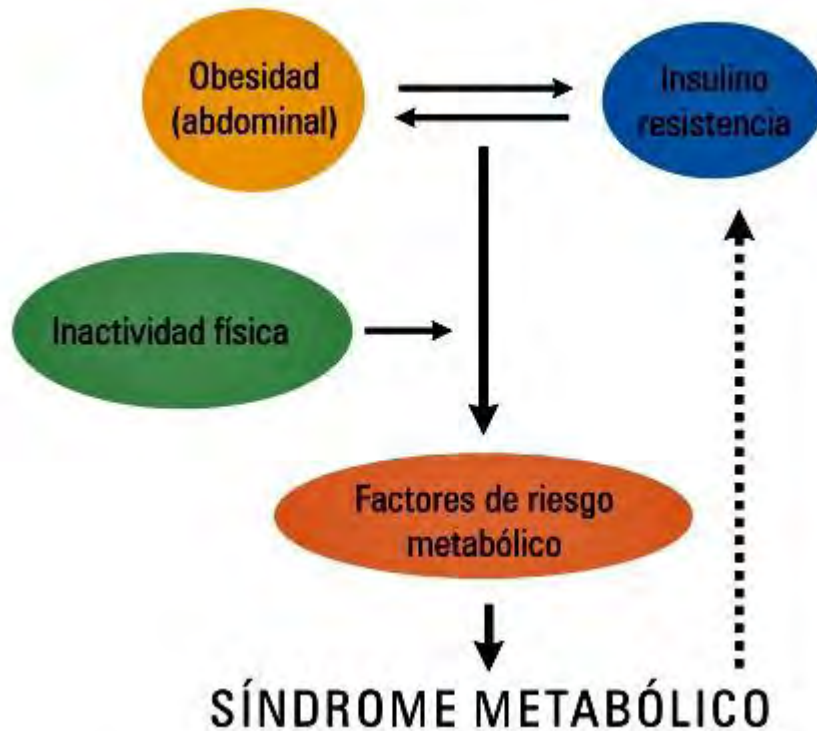 Obesidad
(abdominal)
Insulino
resistencia
Inactividad física
Factores de riesgo
metabólico
SÍNDROME METABÓLICO